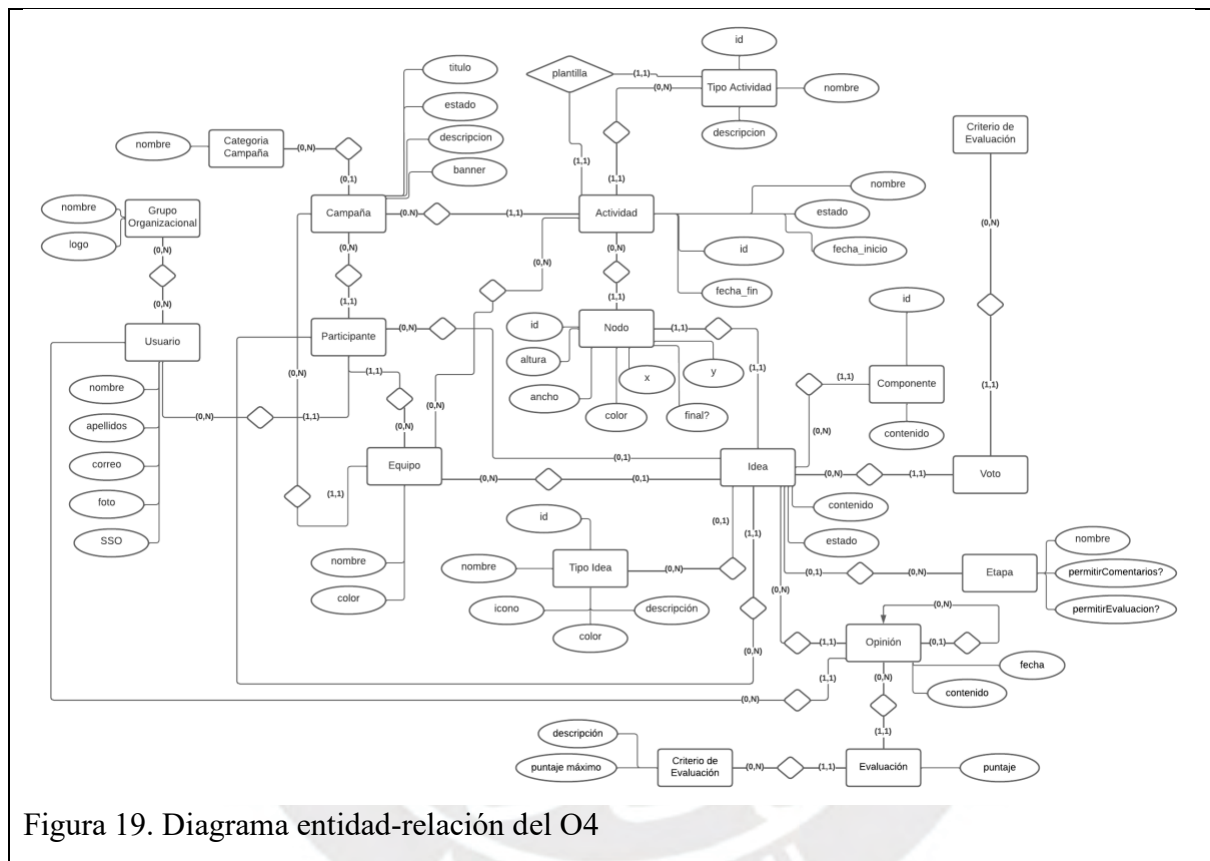 id
titulo
plantilla
(1,1)
(0,N)
Tipo Actividad
nombre
estado
descripcion
Criterio de
Evaluación
nombre
Categoria
Campaña
(0,N)
descripcion
banner
(0,1)
(1,1)
(1,1)
nombre
nombre
Grupo
Organizacional
Campaña
(0,N)
(1,1)
Actividad
estado
logo
(0,N)
(0,N)
(0,N)
(0,N)
id
fecha_inicio
(0,N)
fecha_fin
(0,N)
(1,1)
(1,1)
id
Usuario
Participante
(0,N)
id
Nodo
(1,1)
altura
y
x
(1,1)
(0,N)
(1,1)
Componente
nombre
ancho
(0,N)
color
final?
(1,1)
apellidos
(0,N)
(1,1)
(0,N)
(0,N)
contenido
correo
(0,1)
Equipo
(0,N)
(0,1)
Idea
(0,N)
(1,1)
Voto
foto
(1,1)
contenido
id
(0,1)
(1,1)
SSO
estado
nombre
nombre
nombre
Tipo Idea
(0,N)
(0,1)
(0,N)
Etapa
permitirComentarios?
color
icono
descripción
(0,N)
permitirEvaluacion?
color
(0,N)
(1,1)
Opinión
(0,1)
(0,N)
fecha
(1,1)
(0,N)
(0,N)
contenido
descripción
(1,1)
puntaje máximo
Criterio de
Evaluación
(0,N)
(1,1)
Evaluación
puntaje
Figura 19. Diagrama entidad-relación del O4